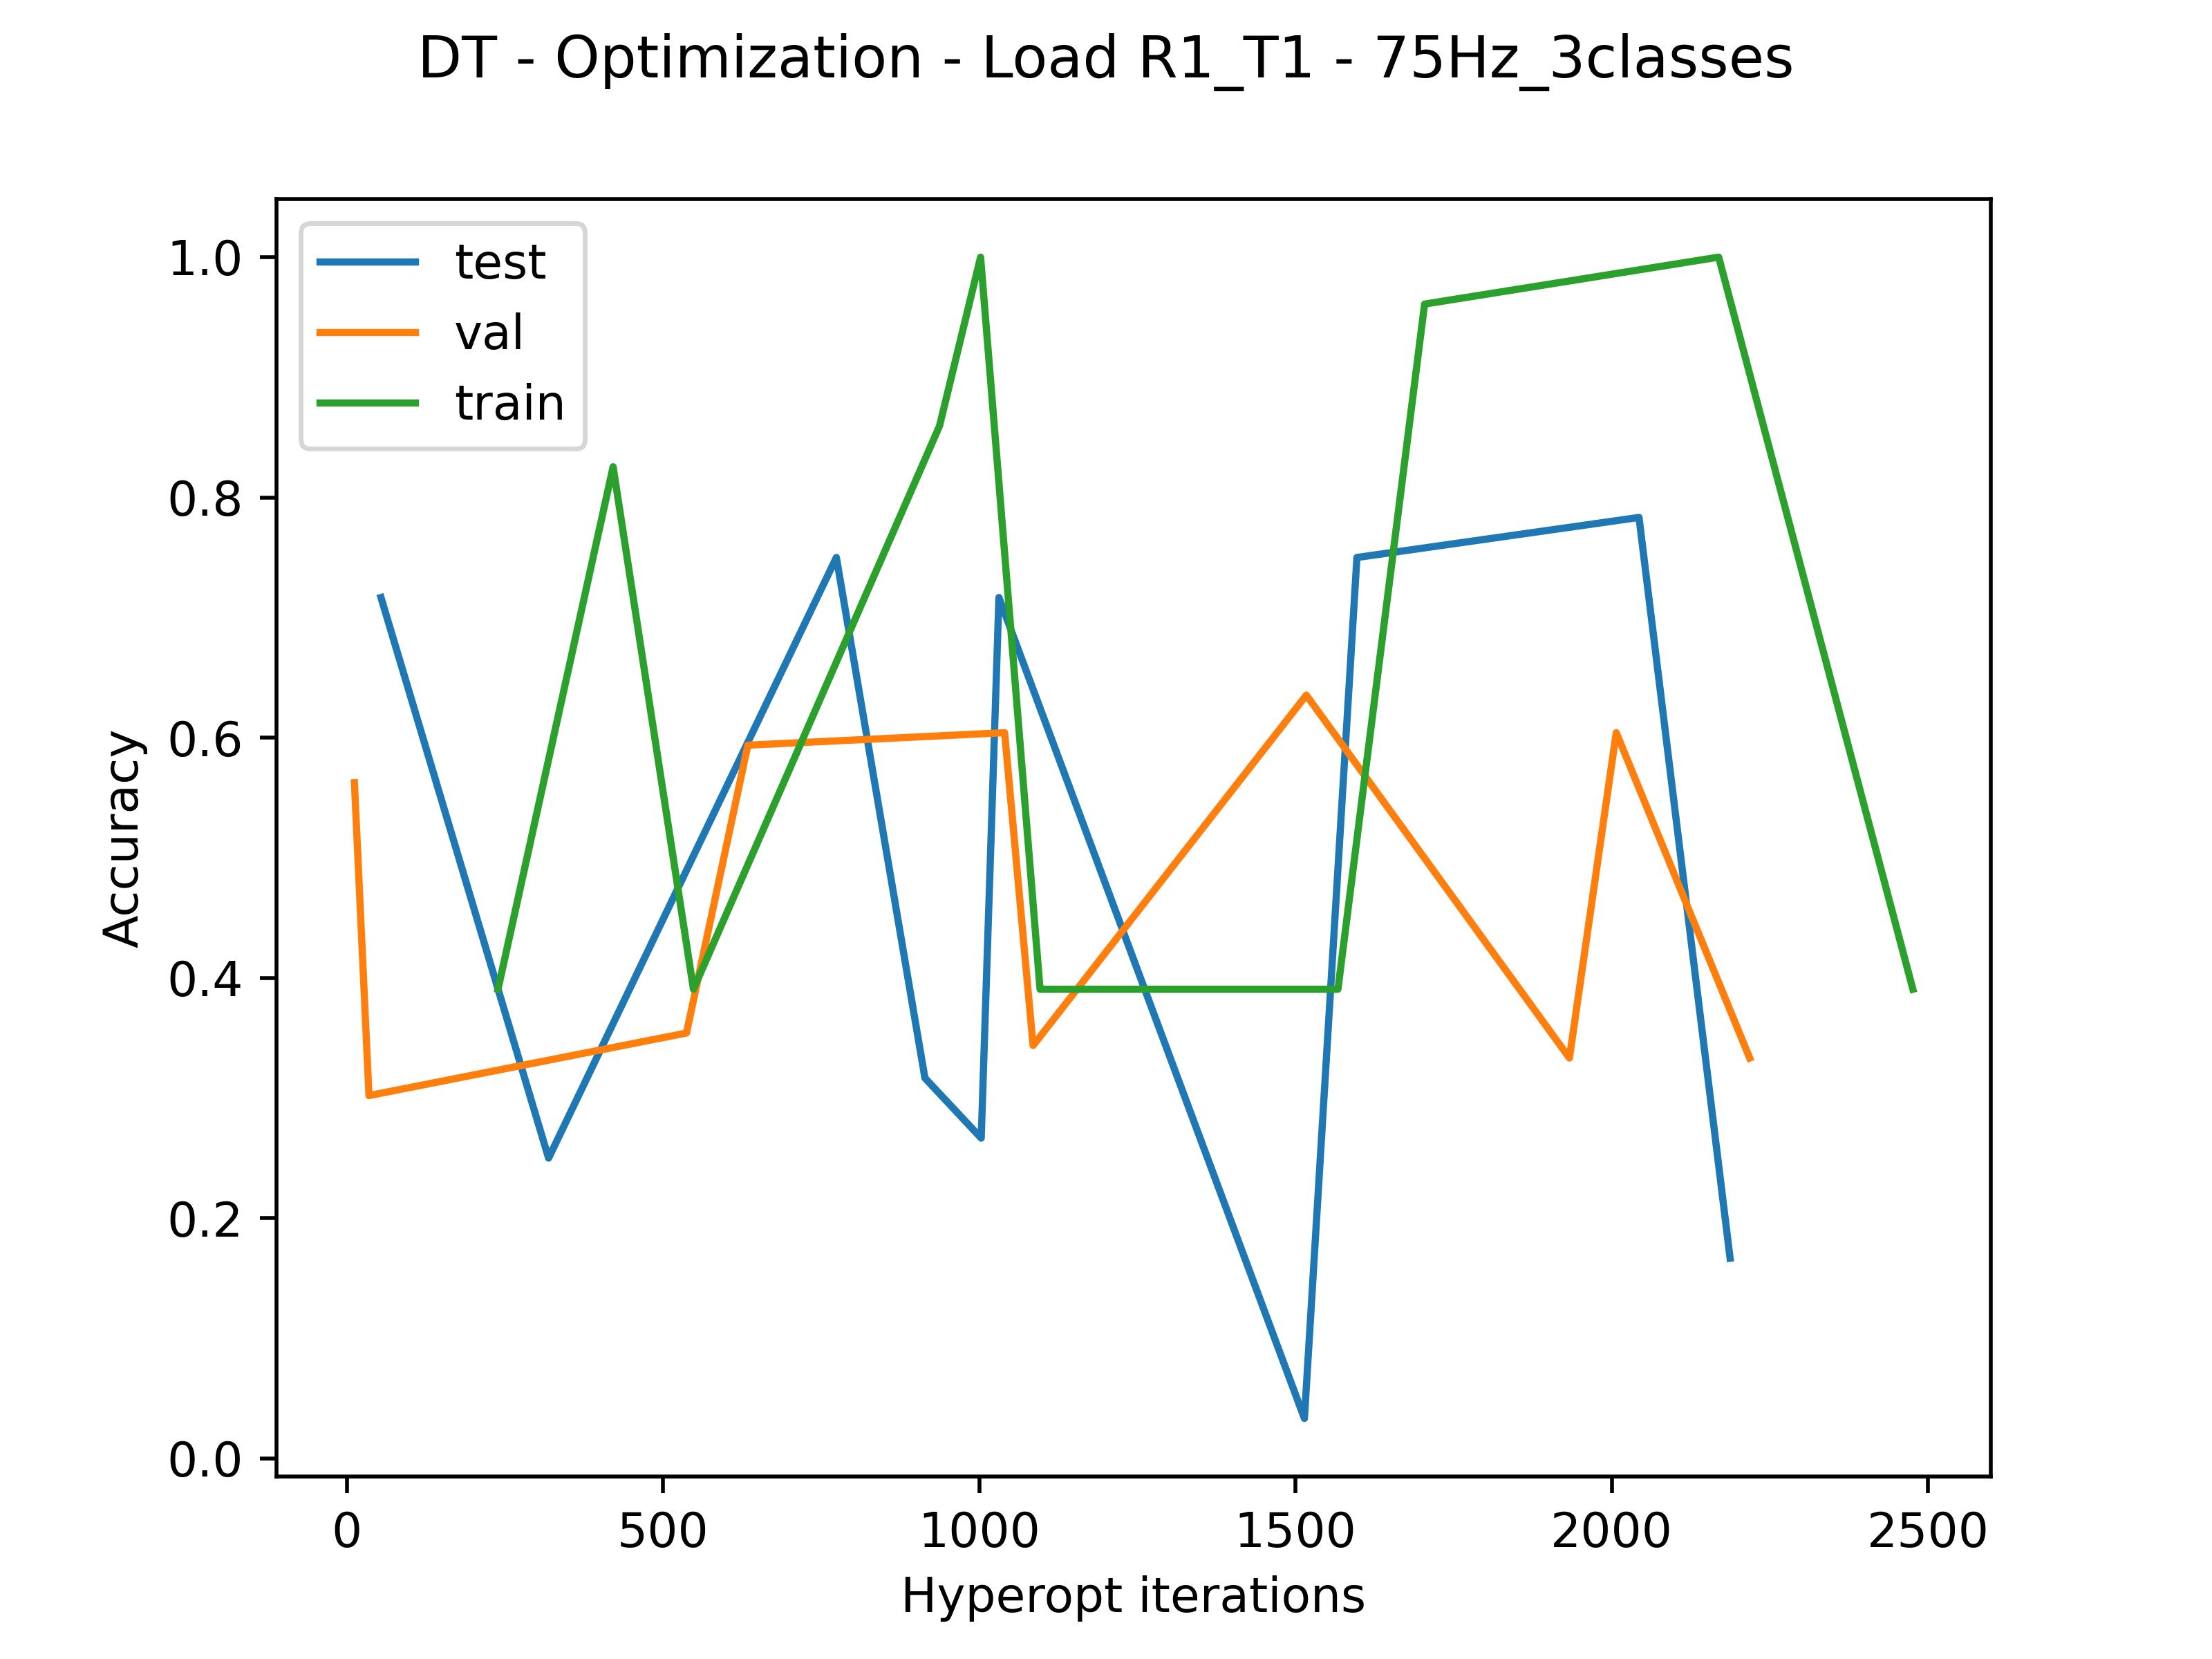 DT - Optimization - Load R1_T1 - 75Hz_3classes
test
val
train
1.0
0.8
0.6
0.4
0.2
0.0
Accuracy
0 500 1000 1500 2000 2500
Hyperopt iterations